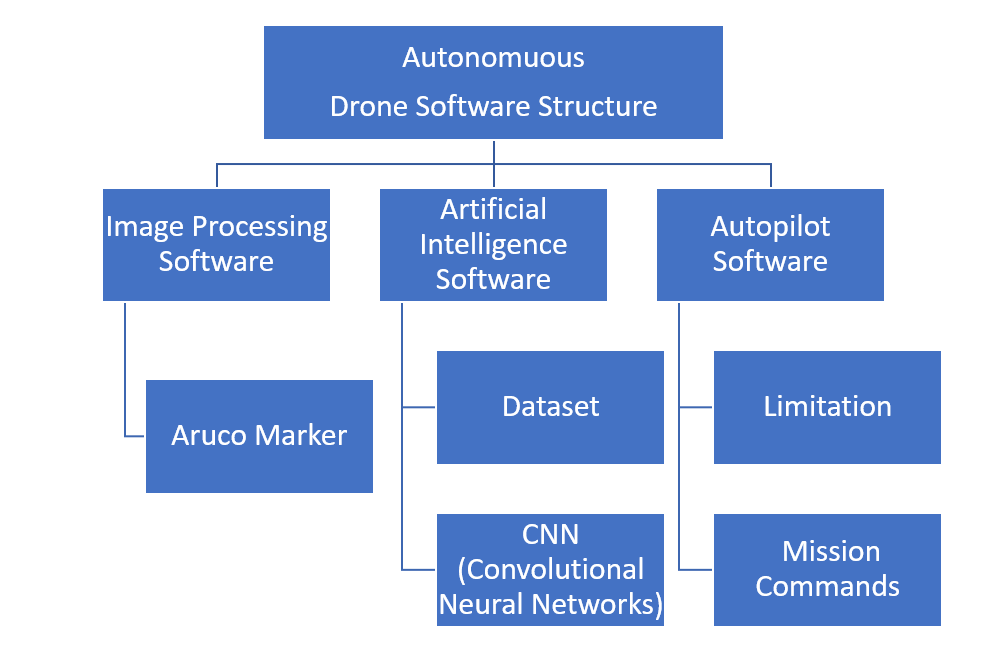 Autonomuous
Drone Software Structure
Image Processing
Software
Artificial
Intelligence
Software
Autopilot
Software
Aruco Marker
Dataset
CNN
(Convolutional
Neural Networks)
Limitation
Mission
Commands